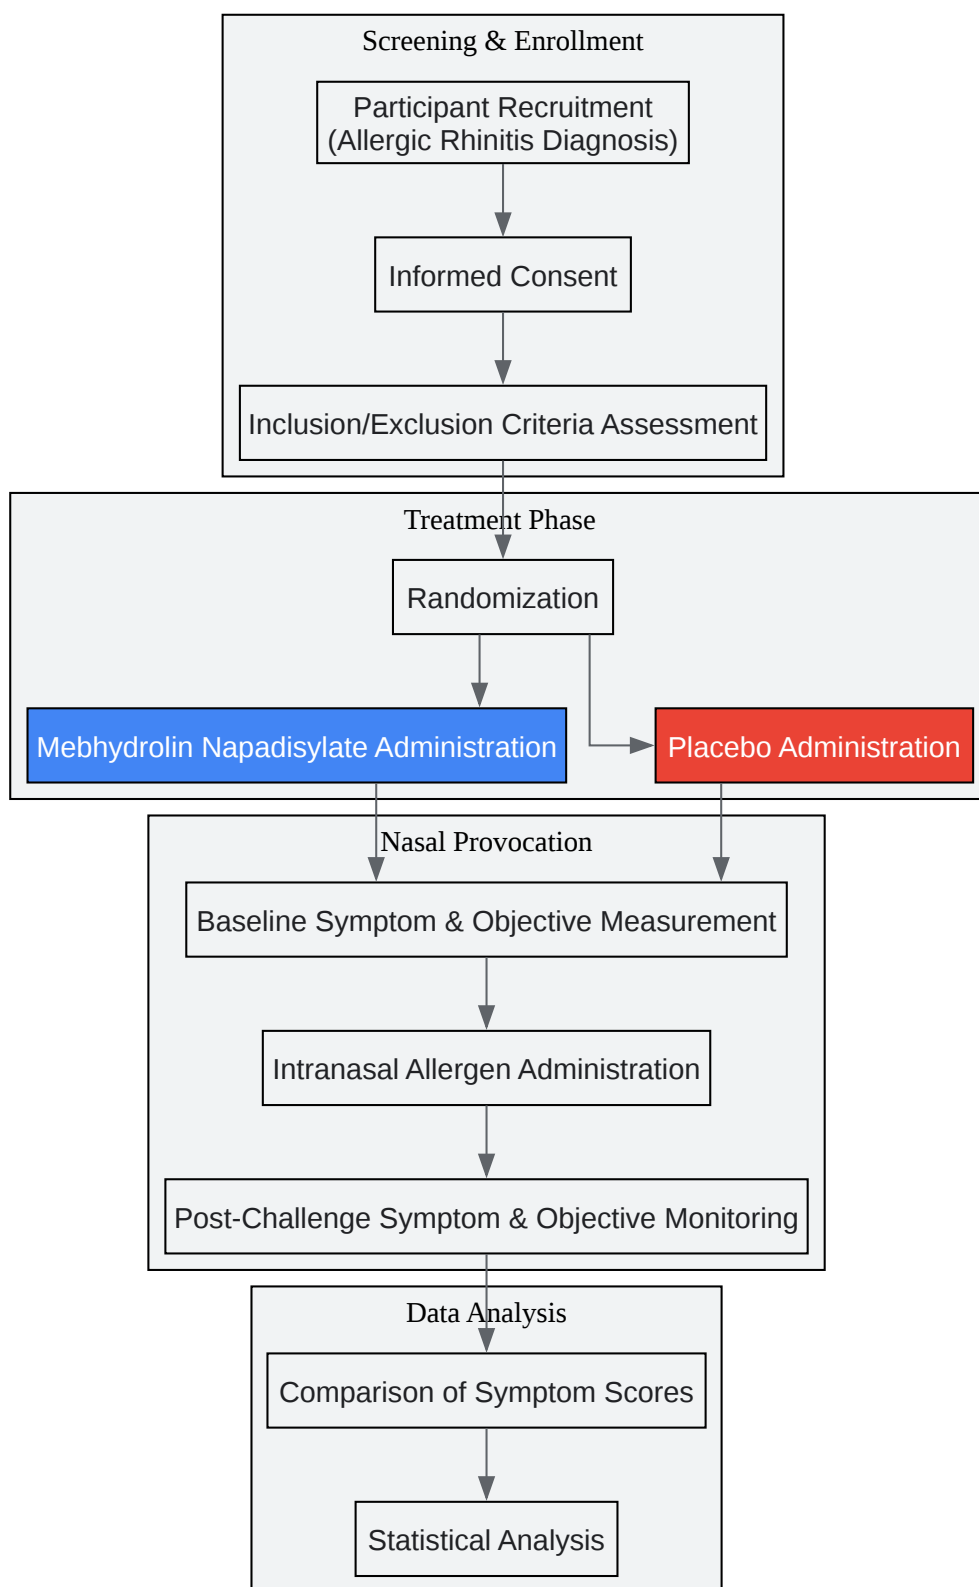 Screening & Enrollment
Participant Recruitment
(Allergic Rhinitis Diagnosis)
Informed Consent
Inclusion/Exclusion Criteria Assessment
Treatment Phase
Randomization
Mebhydrolin Napadisylate Administration
Placebo Administration
Nasal Provocation
Baseline Symptom & Objective Measurement
Intranasal Allergen Administration
Post-Challenge Symptom & Objective Monitoring
Data Analysis
Comparison of Symptom Scores
Statistical Analysis